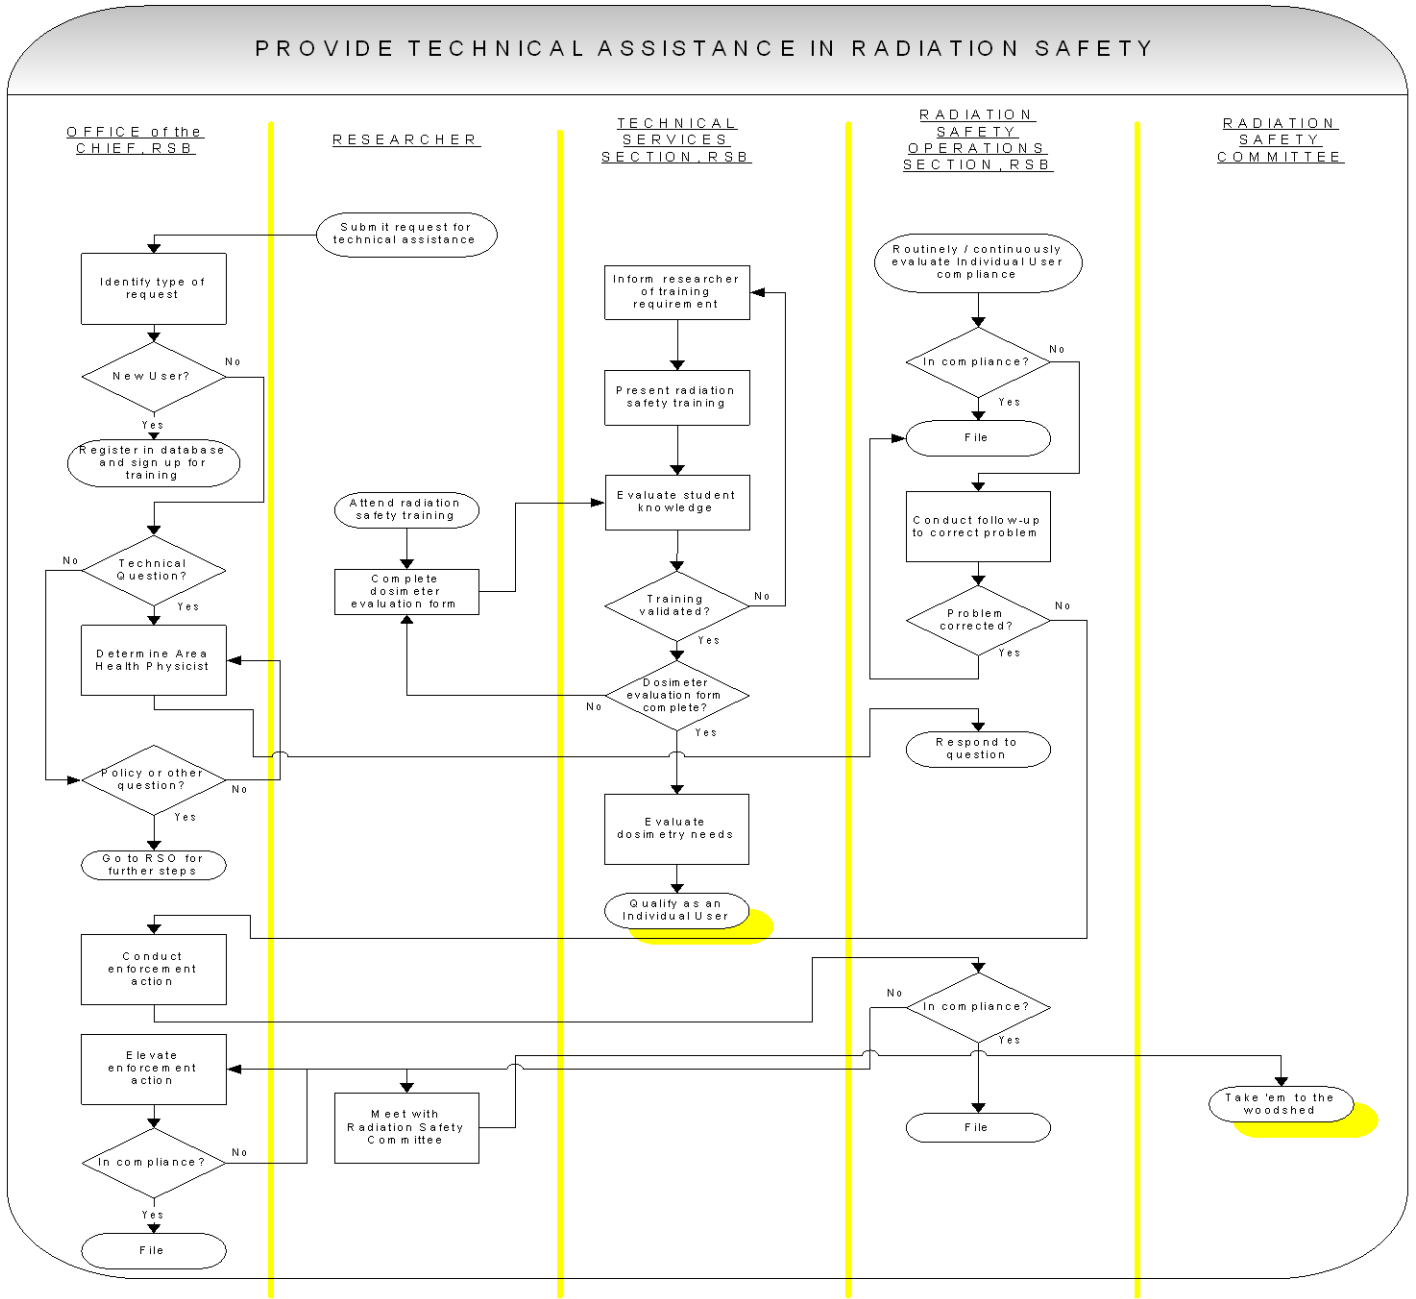 PROVIDE TECHNICAL ASSISTANCE IN RADIATION SAFETY
OFFICE of the
CHIEF, RSB
RESEARCHER
TECHNICAL
SERVICES
SECTION, RSB
RADIATION
SAFETY
OPERATIONS
SECTION, RSB
RADIATION
SAFETY
COMMITTEE
Submit request for
technical assistance
Identify type of
request
New User?
No
Yes
Register in database
and sign up for
training
Technical
Question?
No
Yes
Determine Area
Health Physicist
Policy or other
question?
No
Yes
Go to RSO for
further steps
Conduct
enforcement
action
Elevate
enforcement
action
In compliance?
No
Yes
File
Attend radiation
safety training
Complete
dosimeter
evaluation form
Meet with
Radiation Safety
Committee
Inform researcher
of training
requirement
Present radiation
safety training
Evaluate student
knowledge
Training
validated?
No
Yes
Dosimeter
evaluation form
complete?
No
Yes
Evaluate
dosimetry needs
Qualify as an
Individual User
Routinely / continuously
evaluate Individual User
compliance
In compliance?
No
Yes
File
Conduct follow-up
to correct problem
Problem
corrected?
No
Yes
Respond to
question
In compliance?
No
Yes
File
Take 'em to the
woodshed